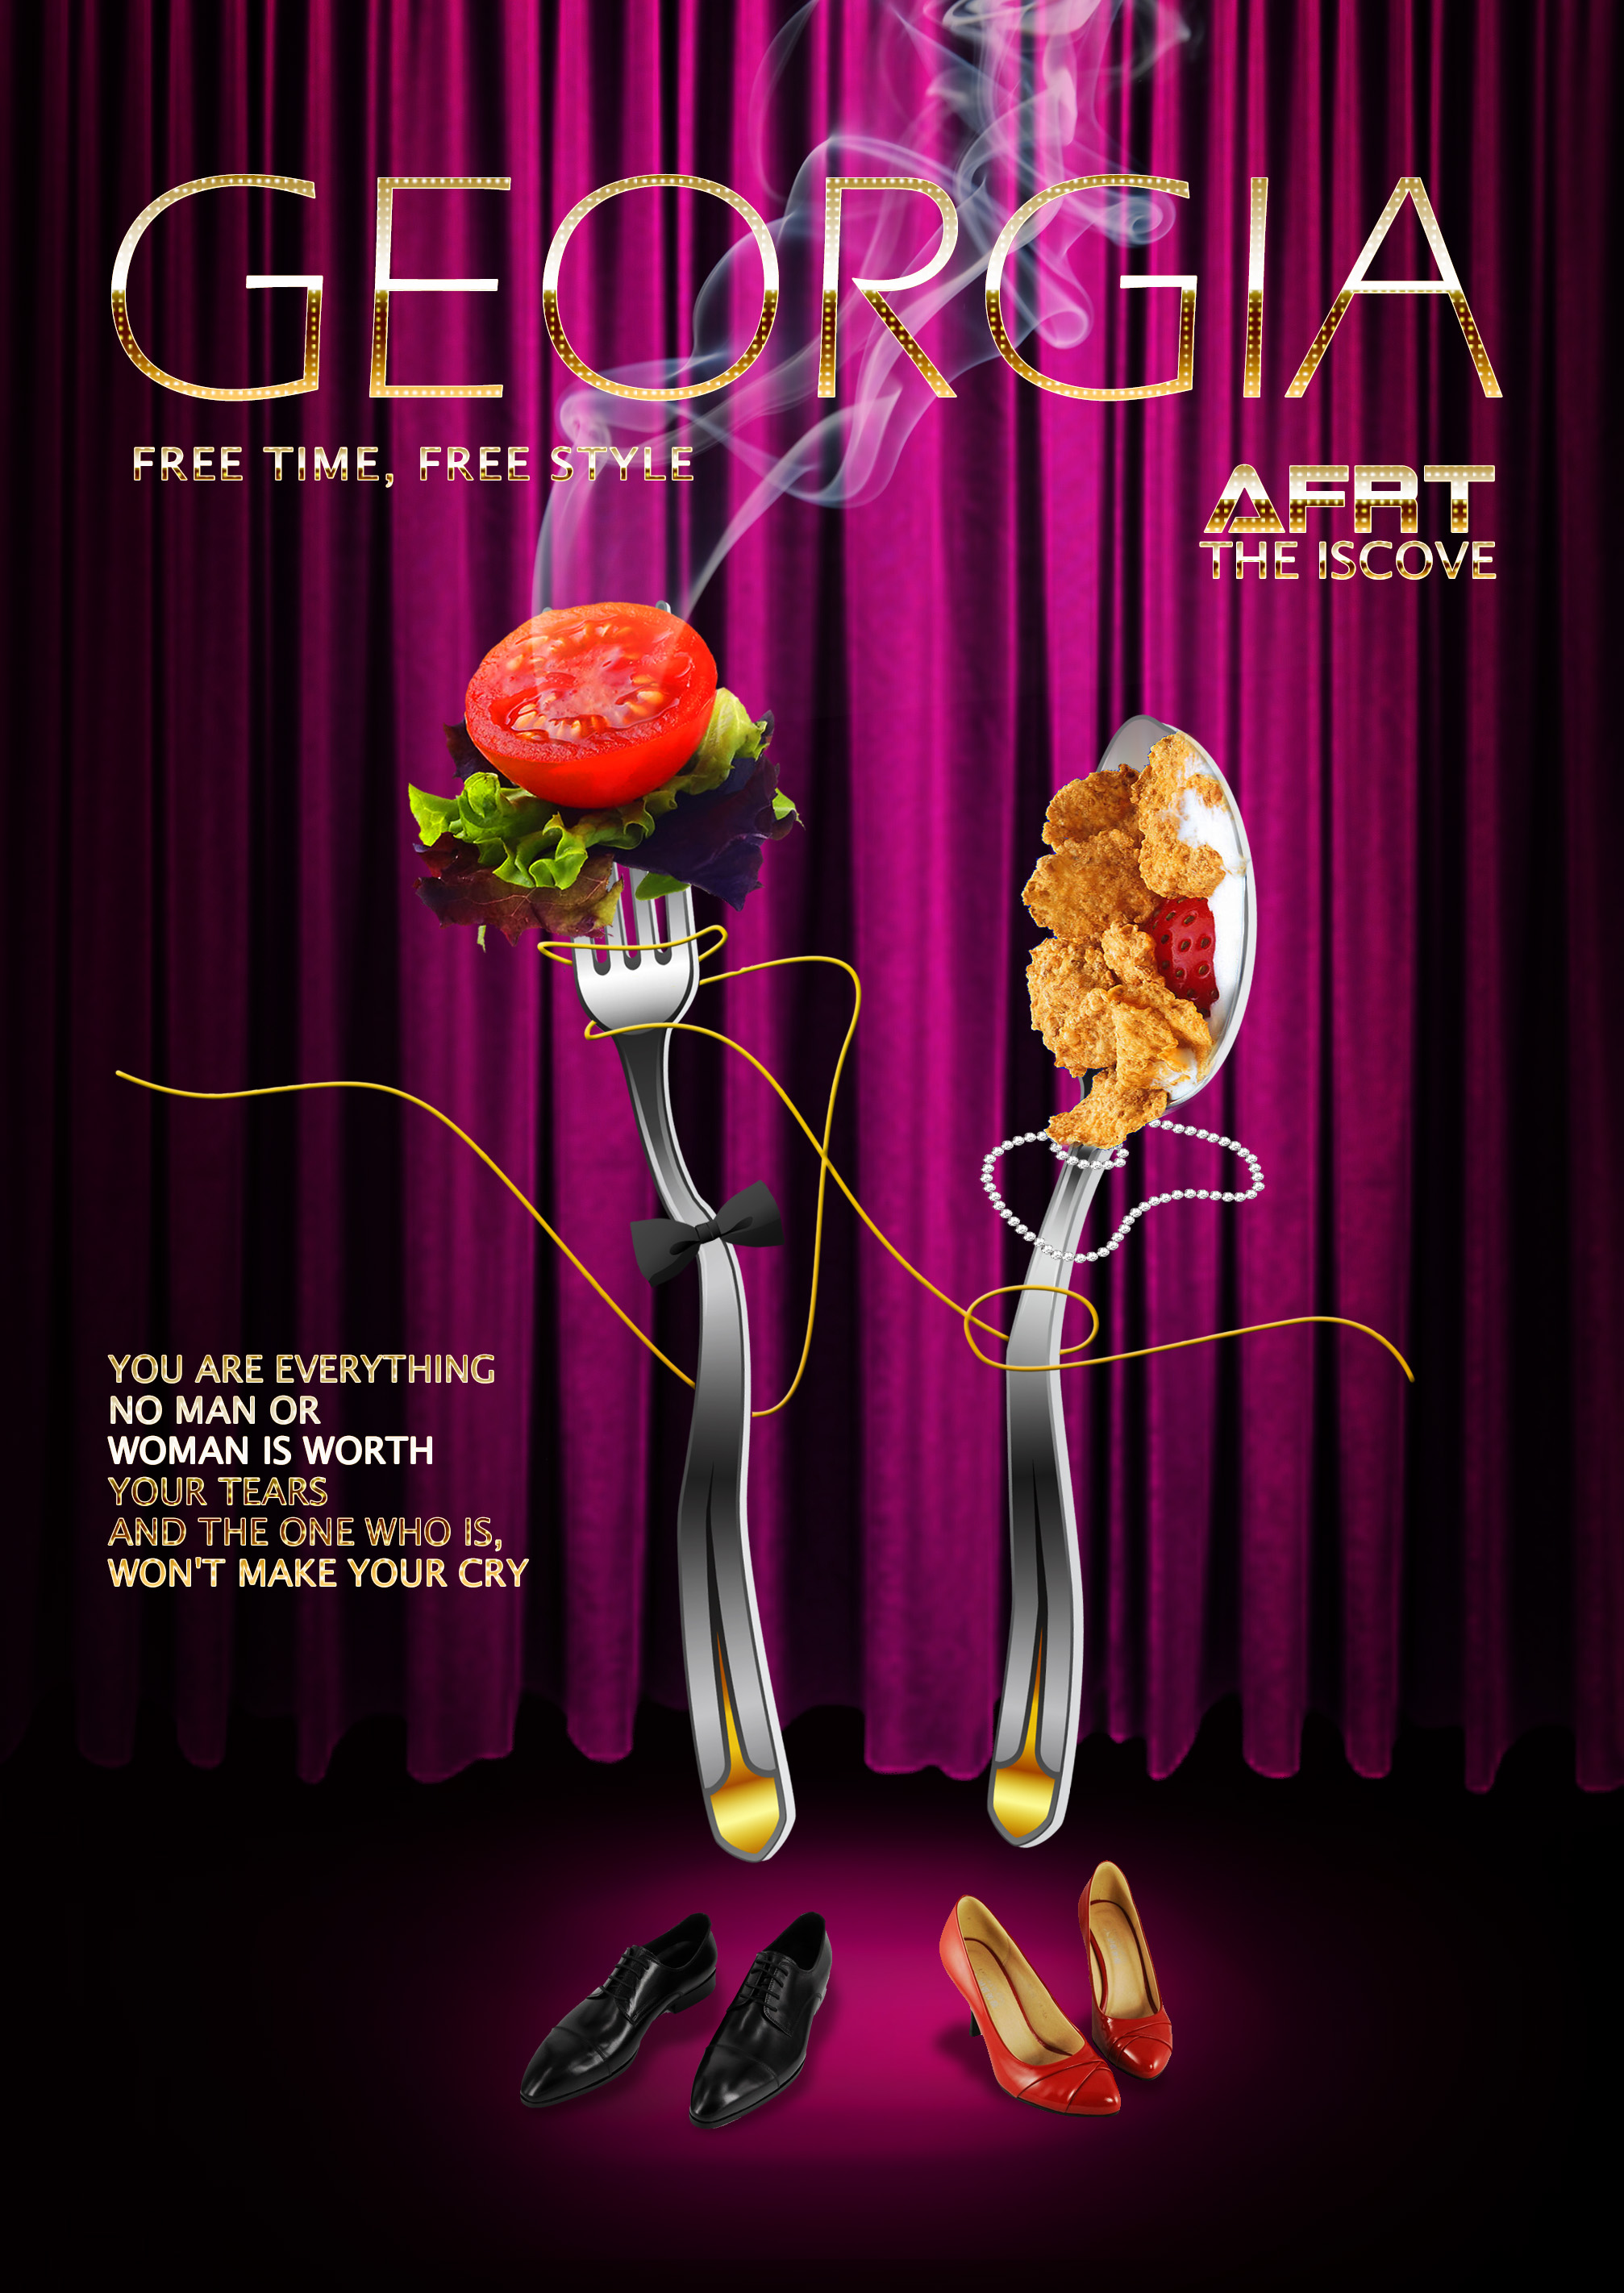 GEORGIA
FREE TIME, FREE STYLE
AFRT
THE ISCOVE
YOU ARE EVERYTHING
NO MAN OR
WOMAN IS WORTH
YOUR TEARS
AND THE ONE WHO IS,
WON'T MAKE YOUR CRY